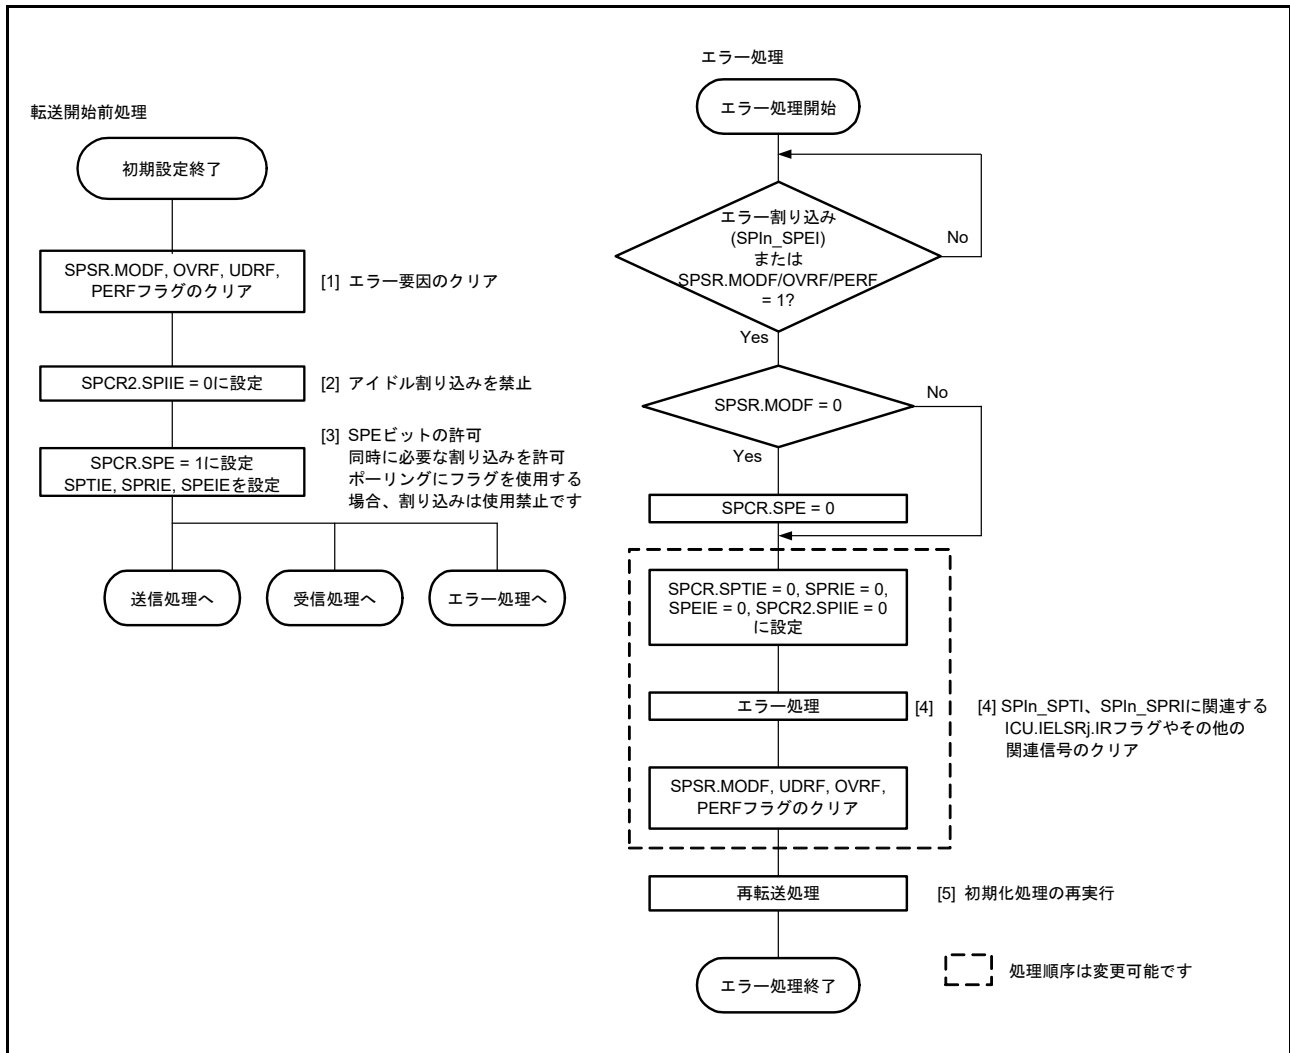 転送開始前処理
初期設定終了
SPSR.MODF, OVRF, UDRF,
PERFフラグのクリア
[1] エラー要因のクリア
SPCR2.SPIIE = 0に設定
[2] アイドル割り込みを禁止
SPCR.SPE = 1に設定
SPTIE, SPRIE, SPEIEを設定
[3] SPEビットの許可
同時に必要な割り込みを許可
ポーリングにフラグを使用する
場合、割り込みは使用禁止です
送信処理へ
受信処理へ
エラー処理へ
エラー処理
エラー処理開始
エラー割り込み
(SPIn_SPEI)
または
SPSR.MODF/OVRF/PERF
= 1?
No
Yes
SPSR.MODF = 0
No
Yes
SPCR.SPE = 0
SPCR.SPTIE = 0, SPRIE = 0,
SPEIE = 0, SPCR2.SPIIE = 0
に設定
エラー処理
[4]
[4] SPIn_SPTI、SPIn_SPRIに関連する
ICU.IELSRj.IRフラグやその他の
関連信号のクリア
SPSR.MODF, UDRF, OVRF,
PERFフラグのクリア
再転送処理
[5] 初期化処理の再実行
エラー処理終了
処理順序は変更可能です